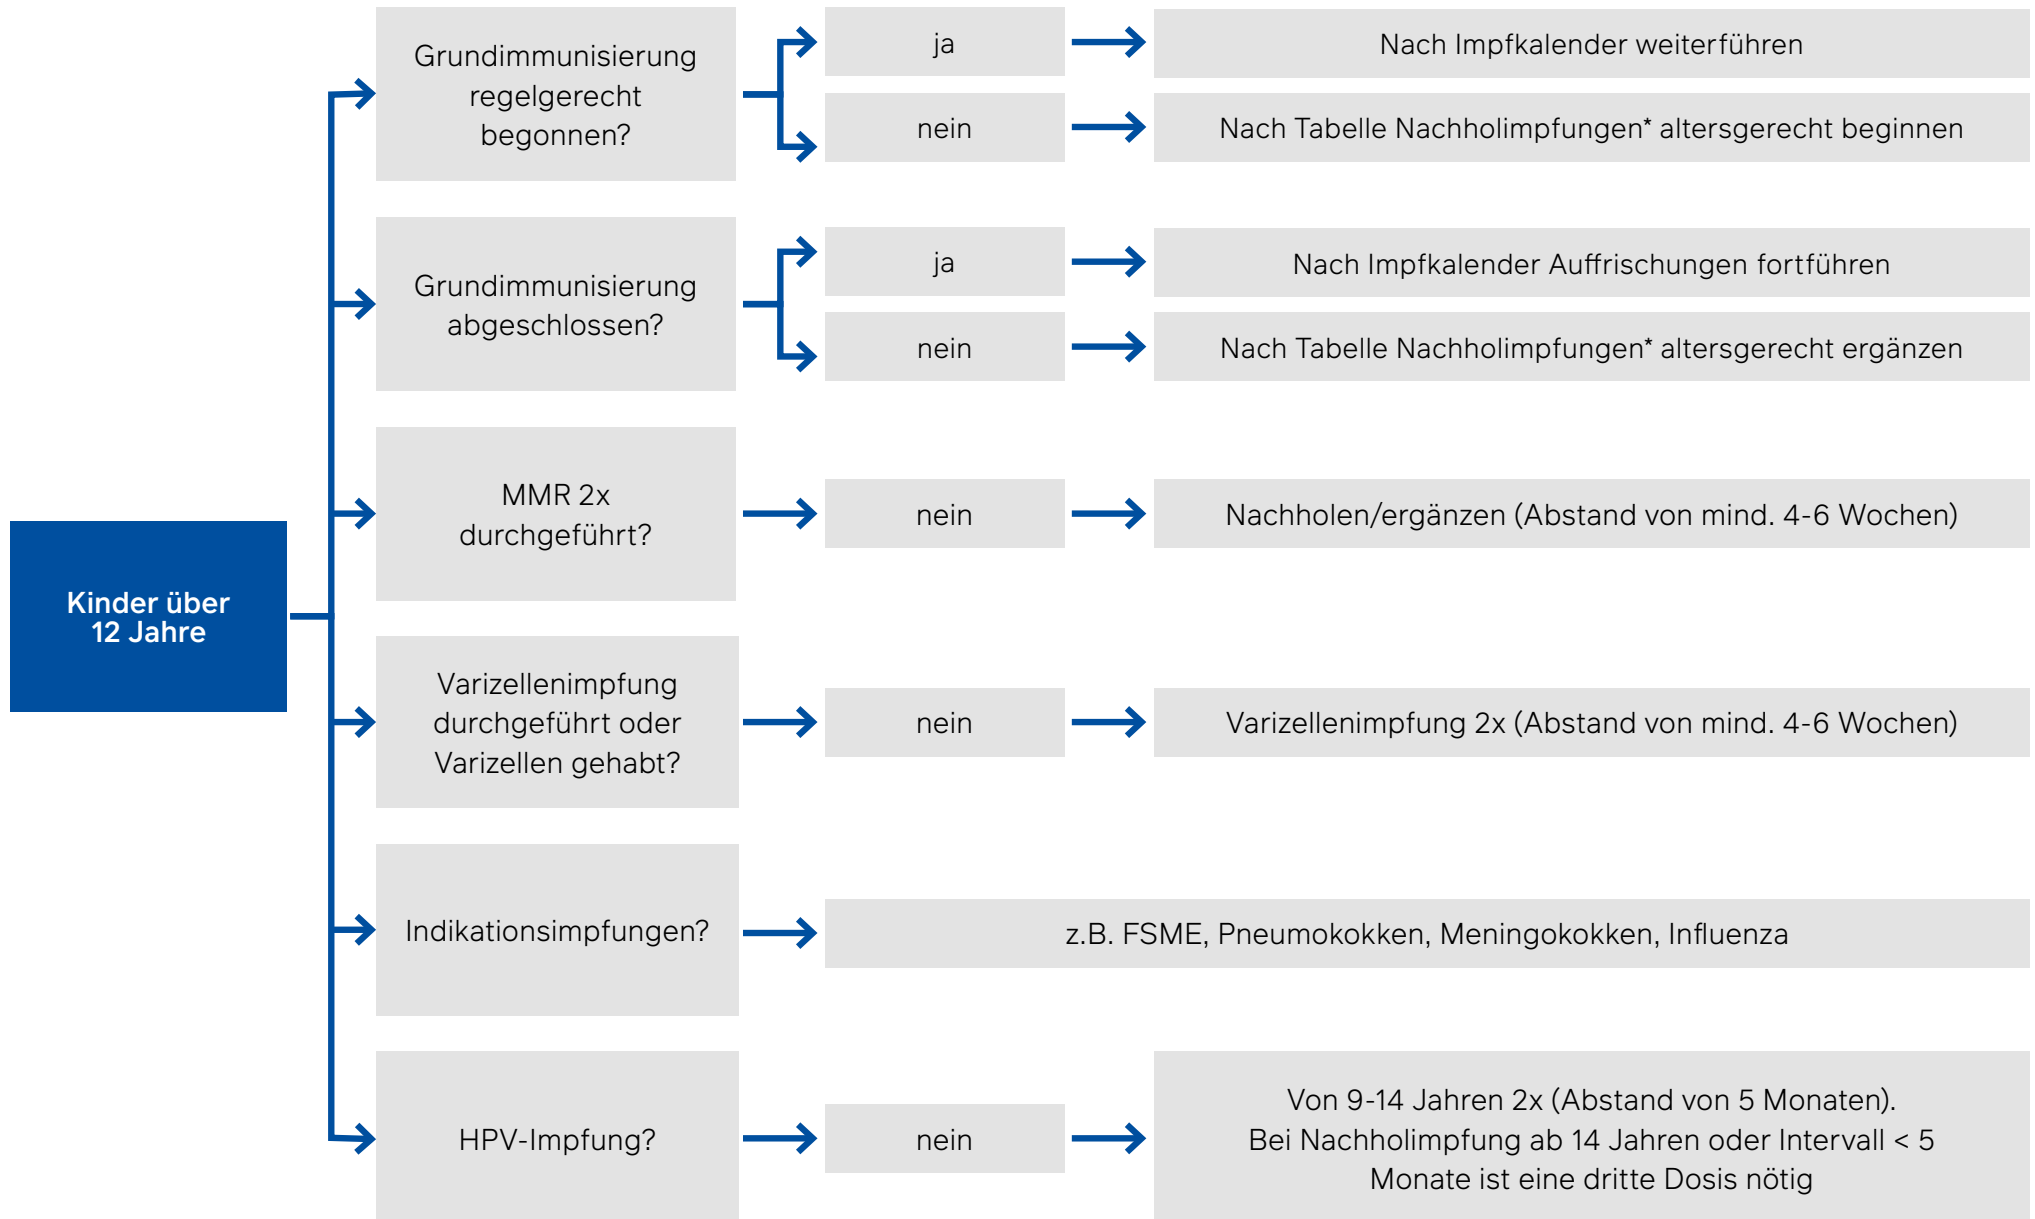 Grundimmunisierung
regelgerecht
begonnen?
ja
Nach Impfkalender weiterführen
nein
Nach Tabelle Nachholimpfungen* altersgerecht beginnen
Grundimmunisierung
abgeschlossen?
ja
Nach Impfkalender Auffrischungen fortführen
nein
Nach Tabelle Nachholimpfungen* altersgerecht ergänzen
MMR 2x
durchgeführt?
nein
Nachholen/ergänzen (Abstand von mind. 4-6 Wochen)
Kinder über
12 Jahre
Varizellenimpfung
durchgeführt oder
Varizellen gehabt?
nein
Varizellenimpfung 2x (Abstand von mind. 4-6 Wochen)
Indikationsimpfungen?
z.B. FSME, Pneumokokken, Meningokokken, Influenza
HPV-Impfung?
nein
Von 9-14 Jahren 2x (Abstand von 5 Monaten).
Bei Nachholimpfung ab 14 Jahren oder Intervall < 5
Monate ist eine dritte Dosis nötig